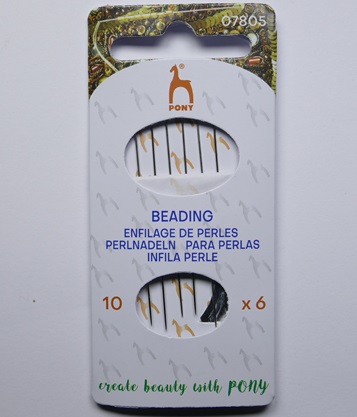 07805
®
PONY
BEADING
ENFILAGE DE PERLES
PERLNADELN PARA PERLAS
INFILA PERLE
10 x 6
create beauty with PONY